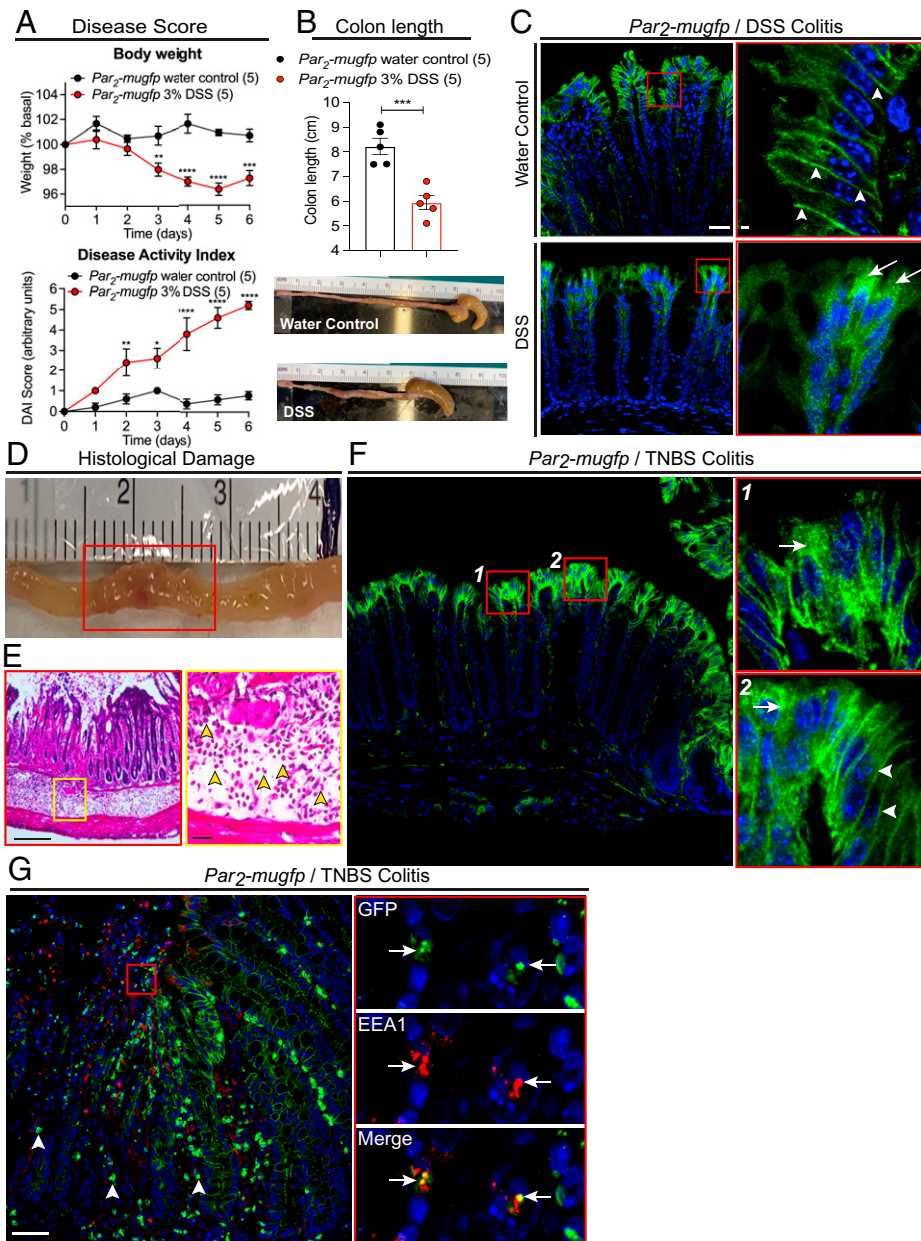 A Disease Score
Body weight
Par2-mugfp water control (5)
Par2-mugfp 3% DSS (5)
Weight (% basal)
104
102
100
98
96
106
** **** **** ***
0 1 2 3 4 5 6
Time (days)
Disease Activity Index
Par2-mugfp water control (5)
Par2-mugfp 3% DSS (5)
DAI Score (arbitrary units)
6
5
4
3
2
1
0
** * **** **** ****
0 1 2 3 4 5 6
Time (days)
B Colon length
Par2-mugfp water control (5)
Par2-mugfp 3% DSS (5)
***
Colon length (cm)
10
9
8
7
6
5
4
Water Control
DSS
C Par2-mugfp / DSS Colitis
Water Control
DSS
D Histological Damage
1 2 3 4
E
F Par2-mugfp / TNBS Colitis
1
2
1
2
G Par2-mugfp / TNBS Colitis
GFP
EEA1
Merge